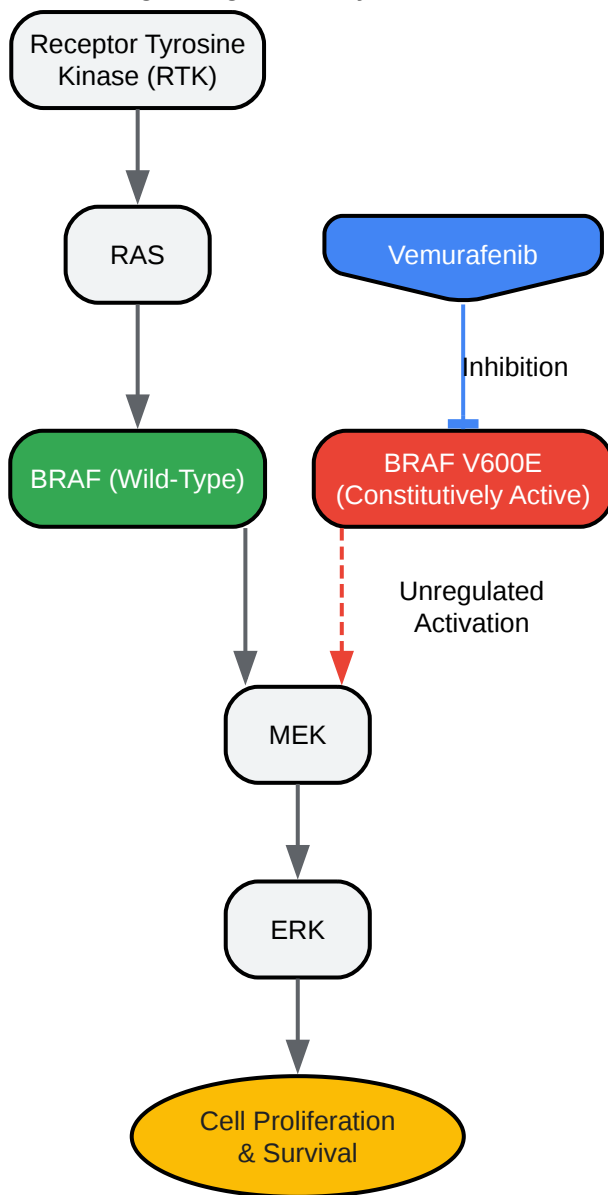 Receptor Tyrosine
Kinase (RTK)
RAS
Vemurafenib
Inhibition
BRAF (Wild-Type)
BRAF V600E
(Constitutively Active)
Unregulated
Activation
MEK
ERK
Cell Proliferation
& Survival